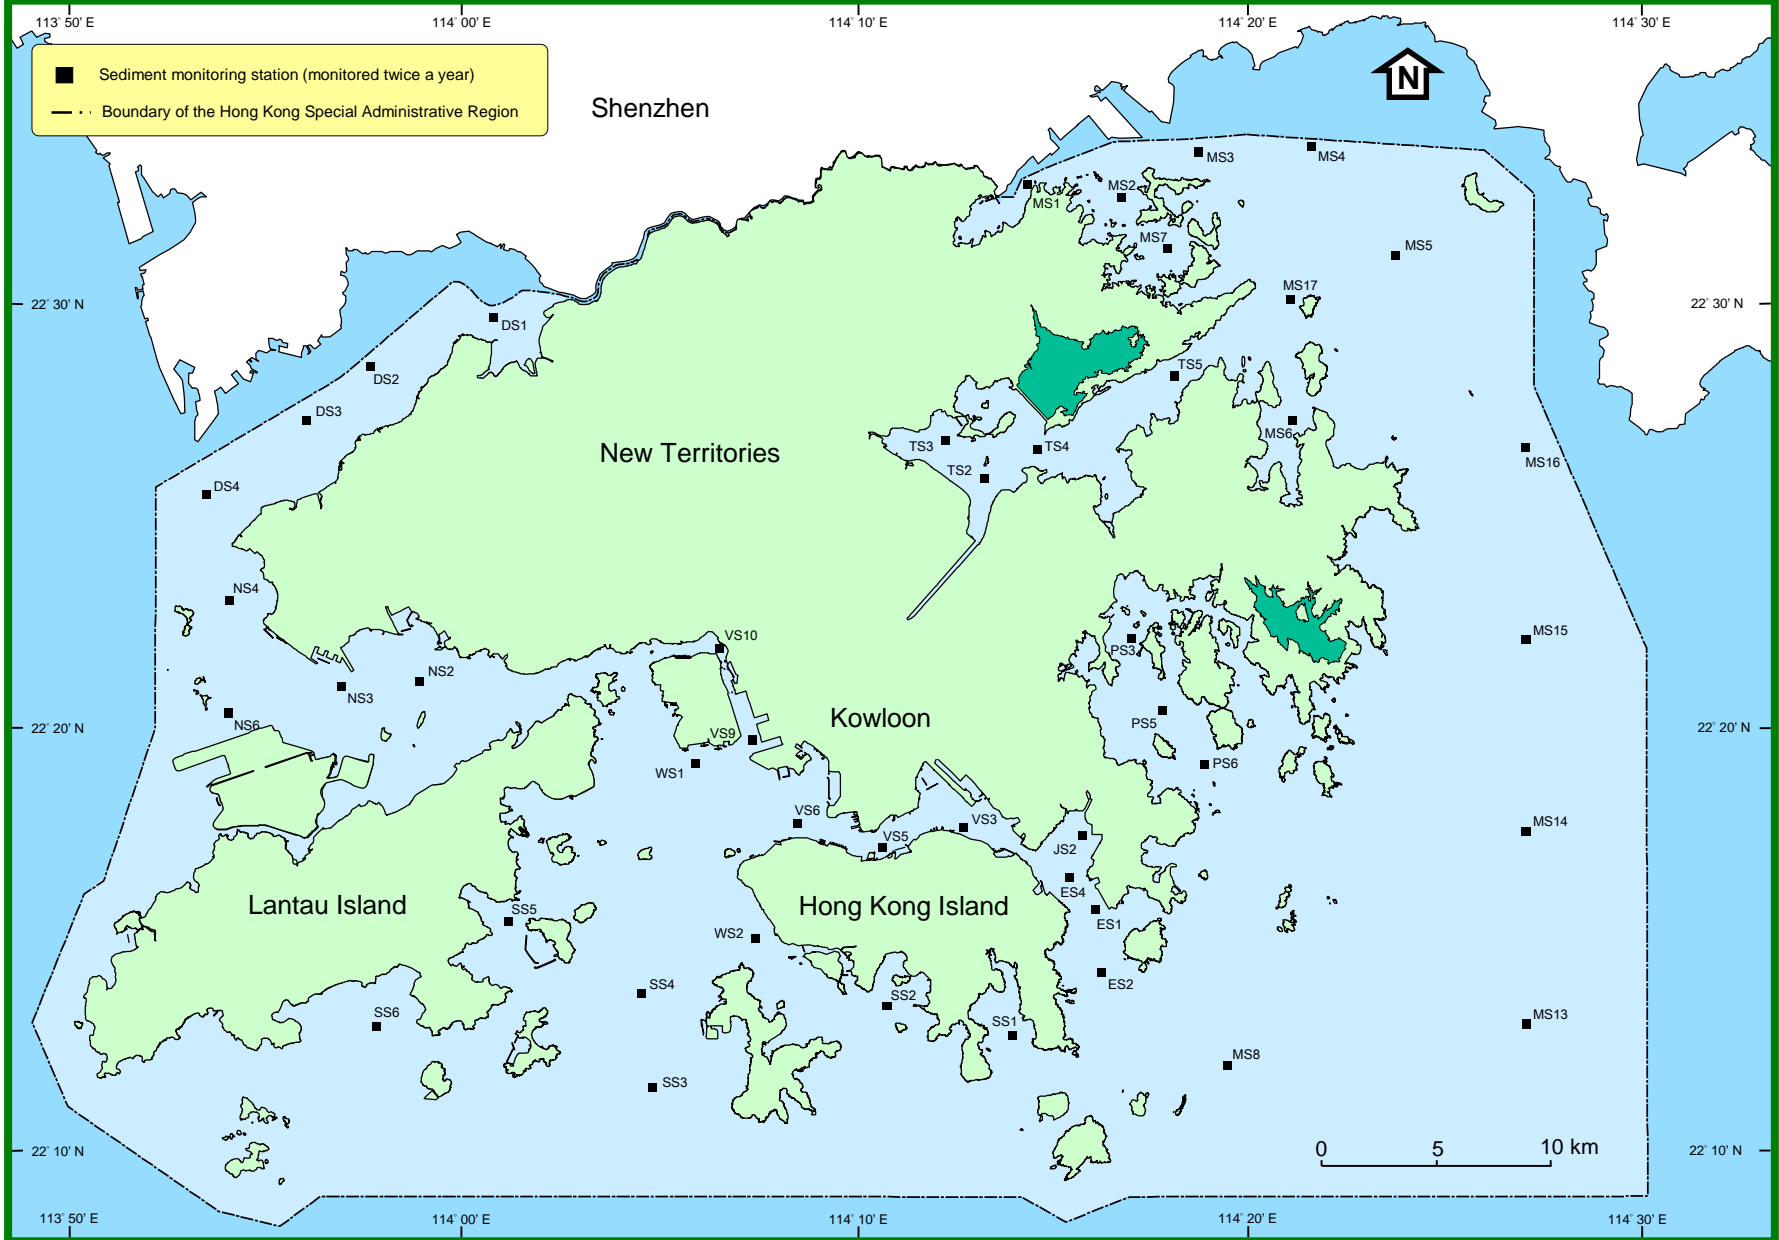 113° 50' E
114° 00' E
114° 10' E
114° 20' E
114° 30' E
Sediment monitoring station (monitored twice a year)
Boundary of the Hong Kong Special Administrative Region
Shenzhen
N
MS3
MS4
MS2
MS1
MS7
MS5
MS17
22° 30' N
22° 30' N
DS1
DS2
TS5
DS3
MS6
TS3
TS4
New Territories
MS16
TS2
DS4
NS4
VS10
MS15
PS3
NS2
NS3
NS6
Kowloon
PS5
22° 20' N
22° 20' N
VS9
PS6
WS1
VS6
VS3
MS14
VS5
JS2
ES4
Lantau Island
Hong Kong Island
SS5
ES1
WS2
ES2
SS4
SS2
SS6
SS1
MS13
MS8
SS3
0
5
10 km
22° 10' N
22° 10' N
113° 50' E
114° 00' E
114° 10' E
114° 20' E
114° 30' E